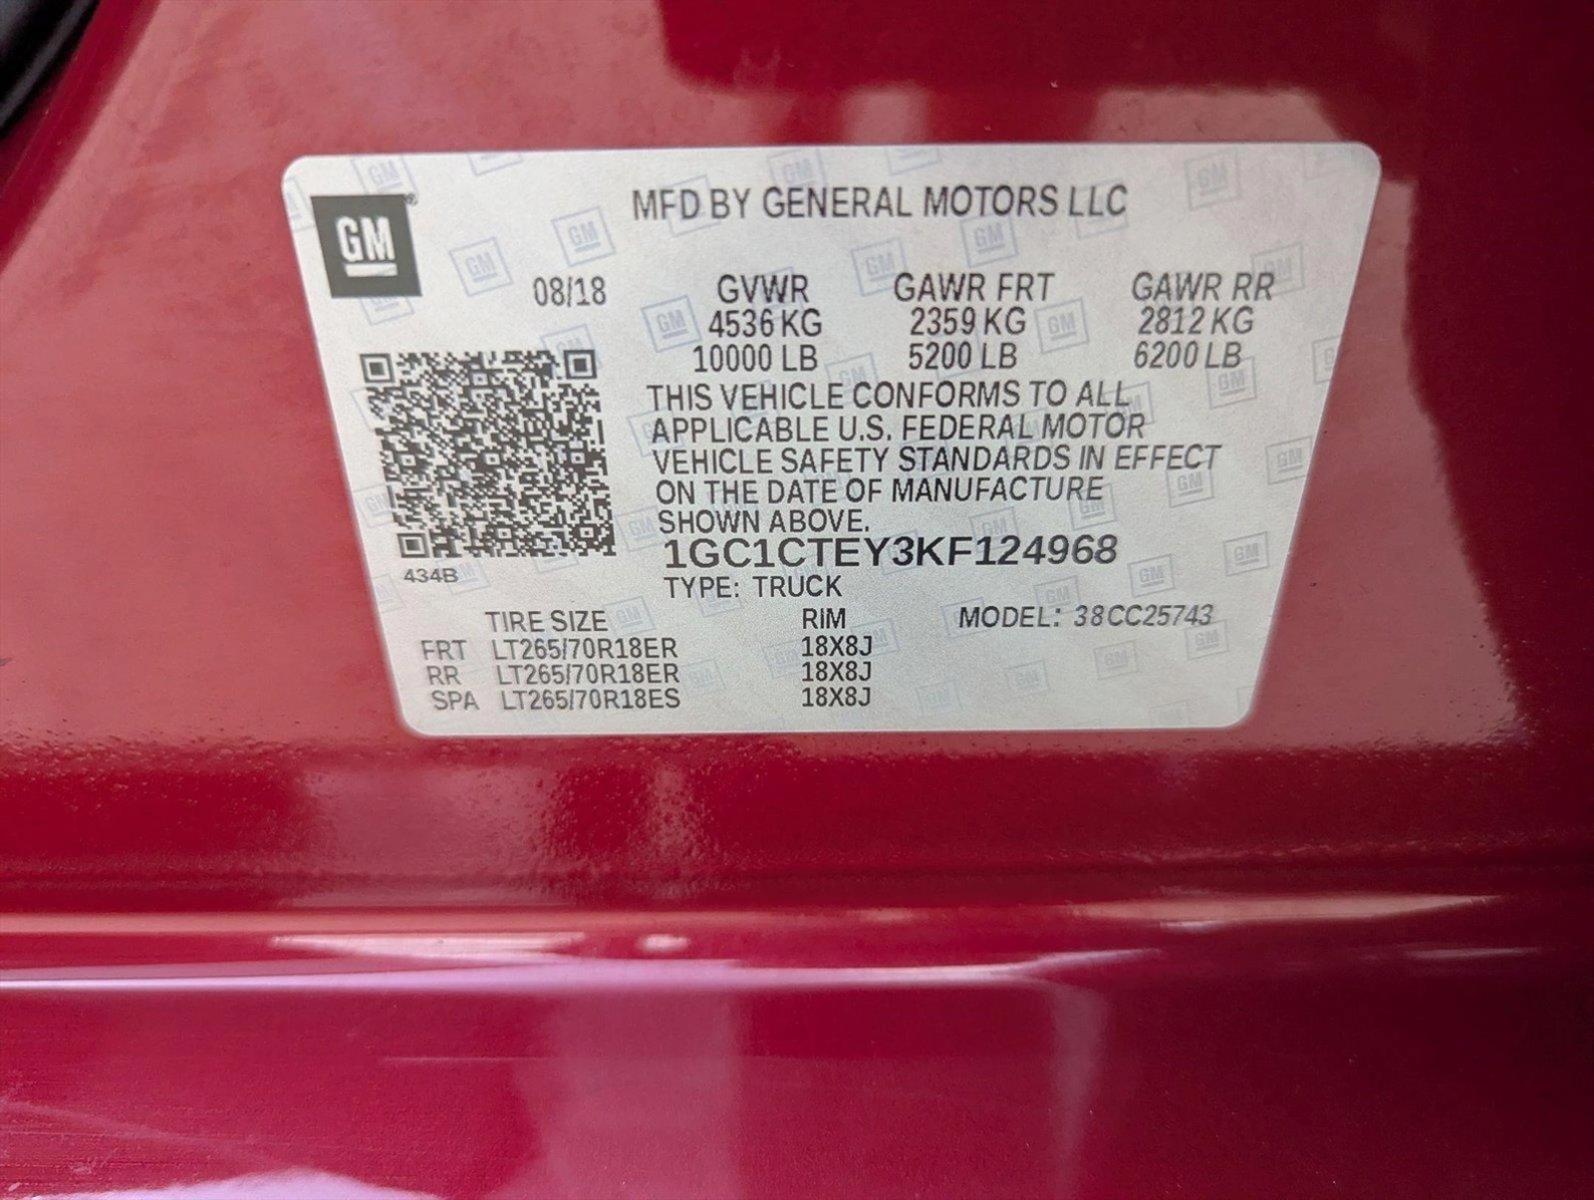 MFD BY GENERAL MOTORS LLC
GM ®
08/18 GVWR GAWR FRT GAWR RR
4536 KG 2359 KG 2812 KG
10000 LB 5200 LB 6200 LB
THIS VEHICLE CONFORMS TO ALL
APPLICABLE U.S. FEDERAL MOTOR
VEHICLE SAFETY STANDARDS IN EFFECT
ON THE DATE OF MANUFACTURE
SHOWN ABOVE.
1GC1CTEY3KF124968
434B
TYPE: TRUCK
TIRE SIZE RIM MODEL: 38CC25743
FRT LT265/70R18ER 18X8J
RR LT265/70R18ER 18X8J
SPA LT265/70R18ES 18X8J